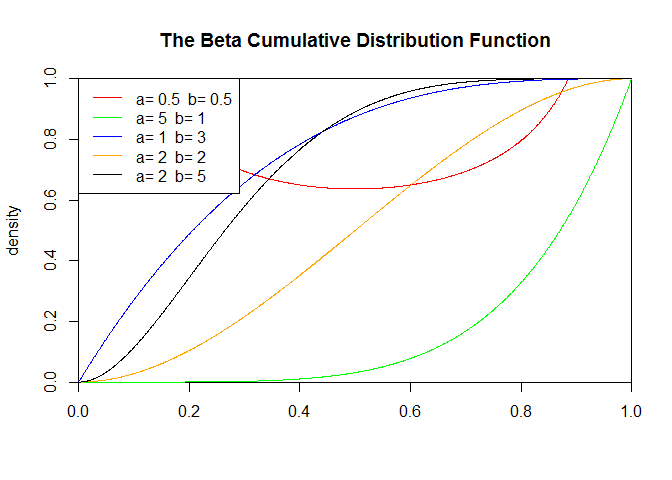 The Beta Cumulative Distribution Function
1.0
0.8
0.6
0.4
0.2
0.0
density
a= 0.5 b= 0.5
a= 5 b= 1
a= 1 b= 3
a= 2 b= 2
a= 2 b= 5
0.0 0.2 0.4 0.6 0.8 1.0